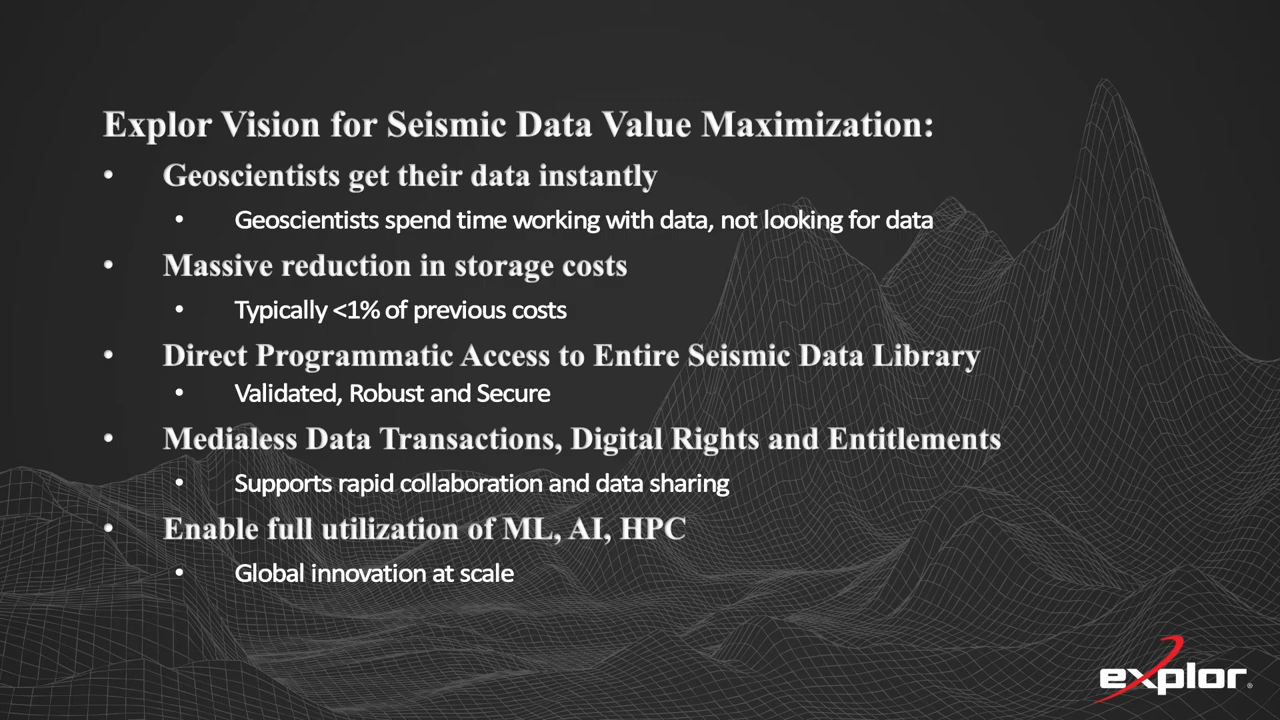 Explor Vision for Seismic Data Value Maximization:
• Geoscientists get their data instantly
• Geoscientists spend time working with data, not looking for data
• Massive reduction in storage costs
• Typically <1% of previous costs
• Direct Programmatic Access to Entire Seismic Data Library
• Validated, Robust and Secure
• Medialess Data Transactions, Digital Rights and Entitlements
• Supports rapid collaboration and data sharing
• Enable full utilization of ML, AI, HPC
• Global innovation at scale
explor®